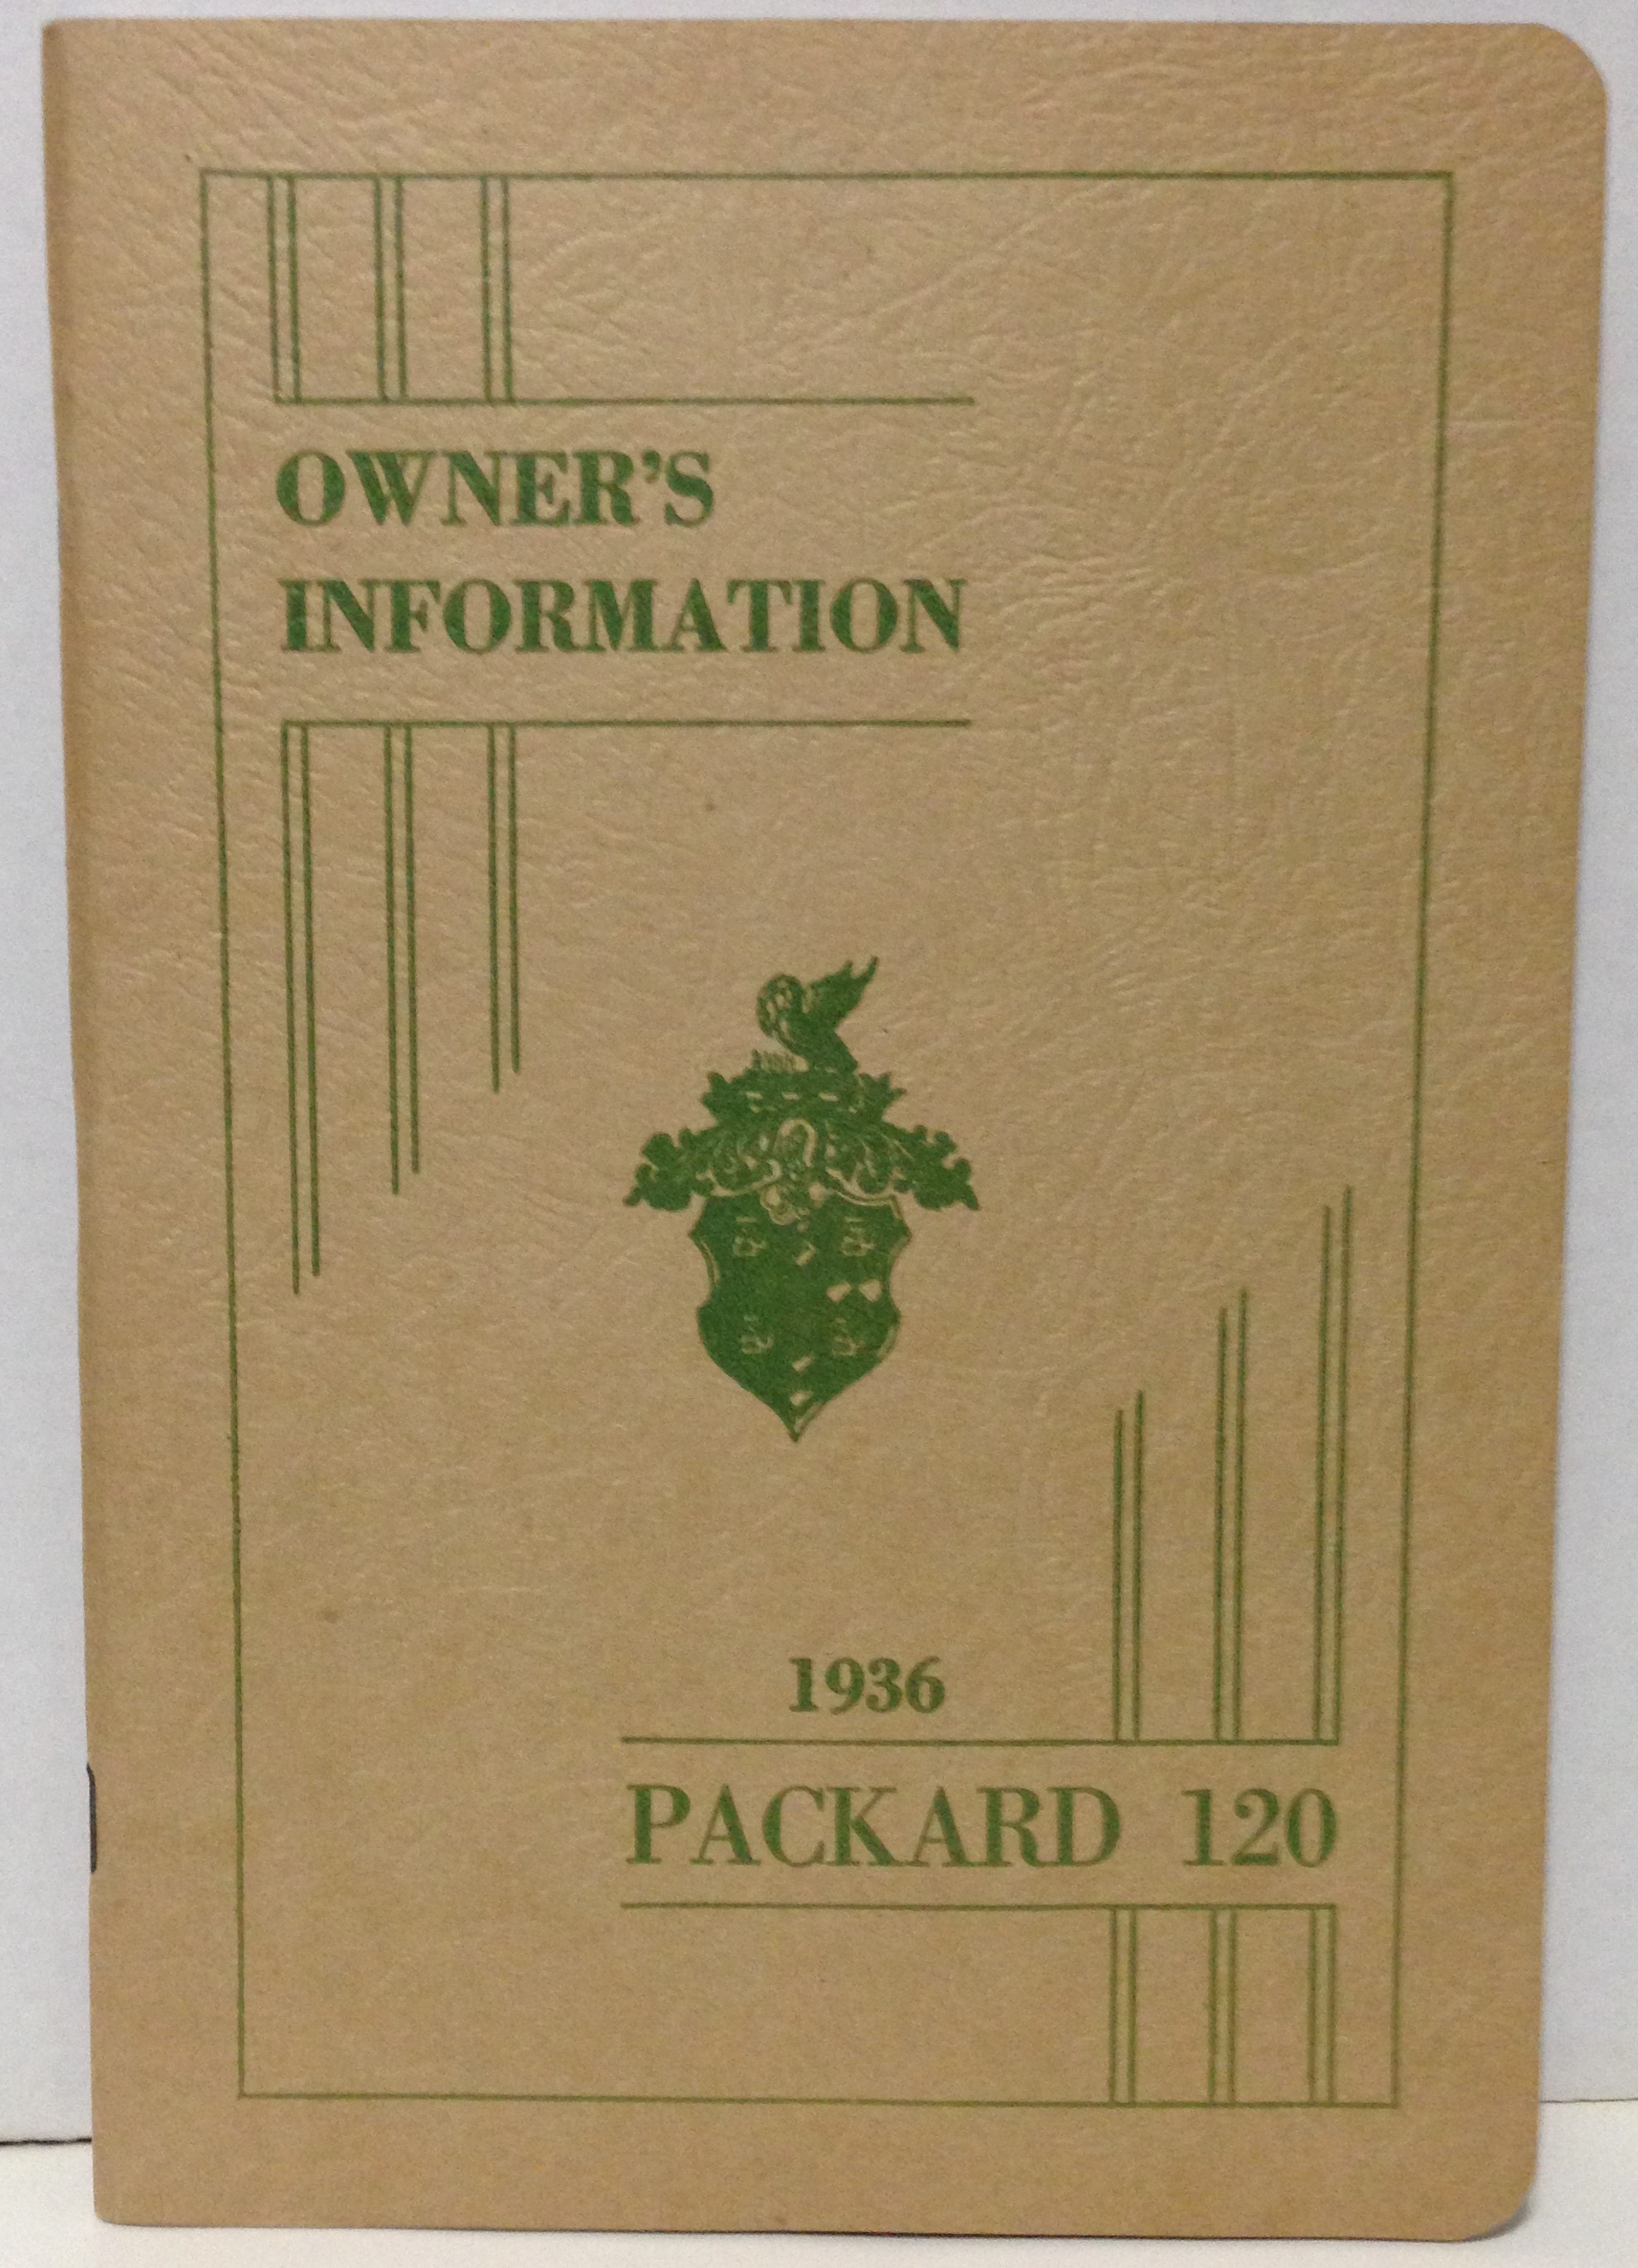 OWNER'S
INFORMATION
1936
PACKARD 120